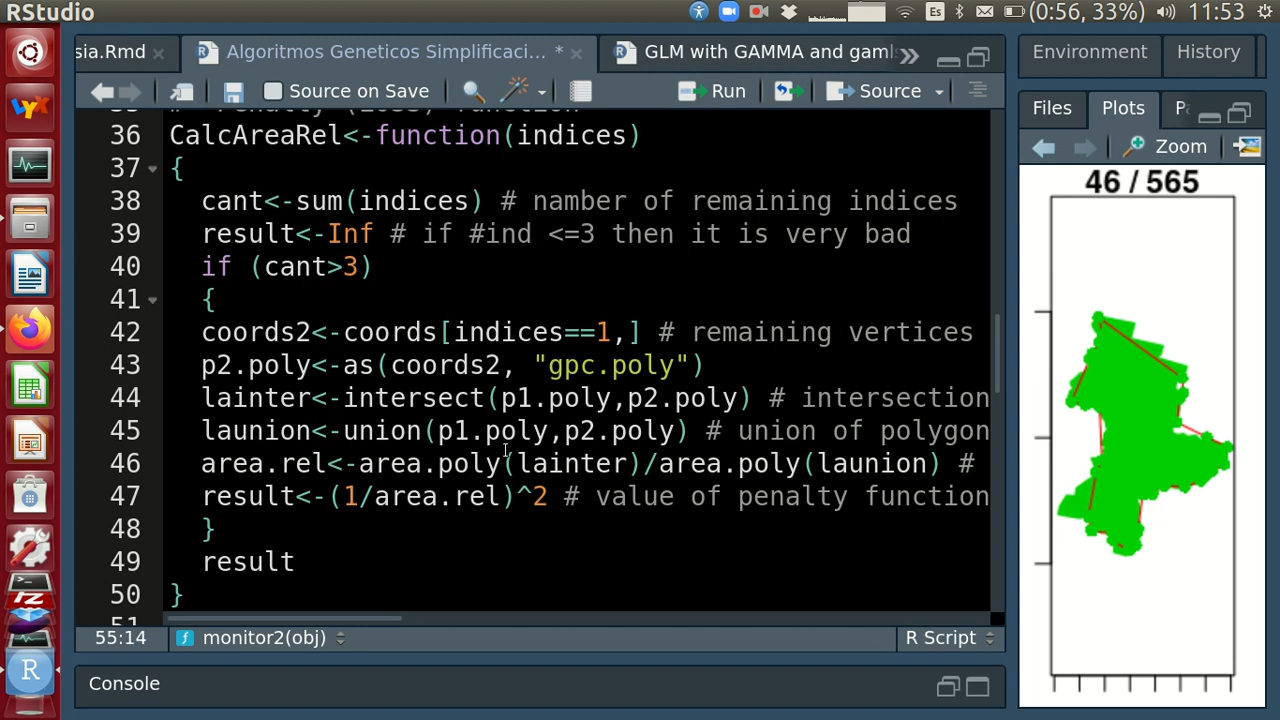 RStudio
Es
(0:56, 33%)
11:53
sia.Rmd
Algoritmos Geneticos Simplificaci... *
GLM with GAMMA and gaml
Environment
History
Source on Save
Run
Source
Files
Plots
Zoom
36 CalcAreaRel<-function(indices)
37 {
38 cant<-sum(indices) # namber of remaining indices
39 result<-Inf # if #ind <=3 then it is very bad
40 if (cant>3)
41 {
42 coords2<-coords[indices==1,] # remaining vertices
43 p2.poly<-as(coords2, "gpc.poly")
44 lainter<-intersect(p1.poly,p2.poly) # intersection
45 launion<-union(p1.poly,p2.poly) # union of polygon
46 area.rel<-area.poly(lainter)/area.poly(launion) #
47 result<-(1/area.rel)^2 # value of penalty function
48 }
49 result
50 }
46 / 565
55:14
monitor2(obj)
R Script
Console